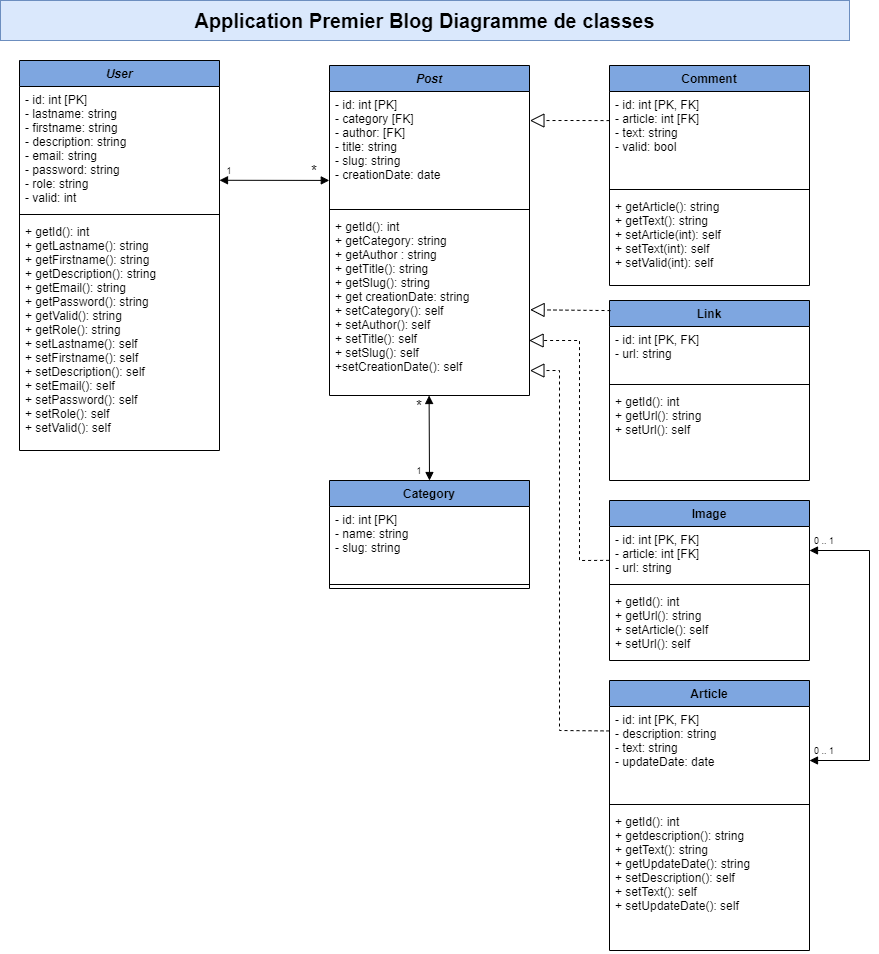 Application Premier Blog Diagramme de classes
User
- id: int [PK]
- lastname: string
- firstname: string
- description: string
- email: string
- password: string
- role: string
- valid: int
+ getId(): int
+ getLastname(): string
+ getFirstname(): string
+ getDescription(): string
+ getEmail(): string
+ getPassword(): string
+ getValid(): string
+ getRole(): string
+ setLastname(): self
+ setFirstname(): self
+ setDescription(): self
+ setEmail(): self
+ setPassword(): self
+ setRole(): self
+ setValid(): self
1
*
Post
- id: int [PK]
- category [FK]
- author: [FK]
- title: string
- slug: string
- creationDate: date
+ getId(): int
+ getCategory: string
+ getAuthor : string
+ getTitle(): string
+ getSlug(): string
+ get creationDate: string
+ setCategory(): self
+ setAuthor(): self
+ setTitle(): self
+ setSlug(): self
+setCreationDate(): self
*
1
Category
- id: int [PK]
- name: string
- slug: string
Comment
- id: int [PK, FK]
- article: int [FK]
- text: string
- valid: bool
+ getArticle(): string
+ getText(): string
+ setArticle(int): self
+ setText(int): self
+ setValid(int): self
Link
- id: int [PK, FK]
- url: string
+ getId(): int
+ getUrl(): string
+ setUrl(): self
Image
- id: int [PK, FK]
- article: int [FK]
- url: string
+ getId(): int
+ getUrl(): string
+ setArticle(): self
+ setUrl(): self
0 .. 1
Article
- id: int [PK, FK]
- description: string
- text: string
- updateDate: date
+ getId(): int
+ getdescription(): string
+ getText(): string
+ getUpdateDate(): string
+ setDescription(): self
+ setText(): self
+ setUpdateDate(): self
0 .. 1